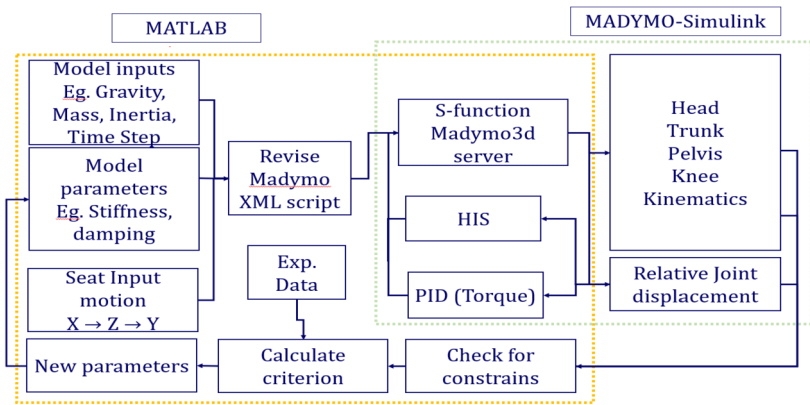 MATLAB
MADYMO-Simulink
Model inputs
Eg. Gravity,
Mass, Inertia,
Time Step
Model
parameters
Eg. Stiffness,
damping
Seat Input
motion
X → Z → Y
New parameters
Revise
Madymo
XML script
Exp.
Data
Calculate
criterion
S-function
Madymo3d
server
HIS
PID (Torque)
Check for
constrains
Head
Trunk
Pelvis
Knee
Kinematics
Relative Joint
displacement